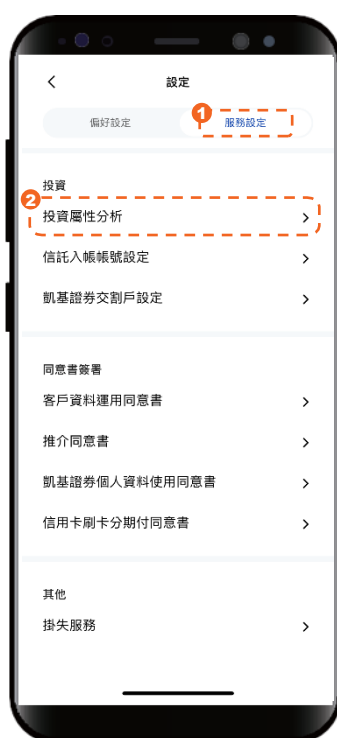 設定
偏好設定
1
服務設定
投資
2
投資屬性分析
信託入帳帳號設定
凱基證券交割戶設定
同意書簽署
客戶資料運用同意書
推介同意書
凱基證券個人資料使用同意書
信用卡刷卡分期付同意書
其他
掛失服務